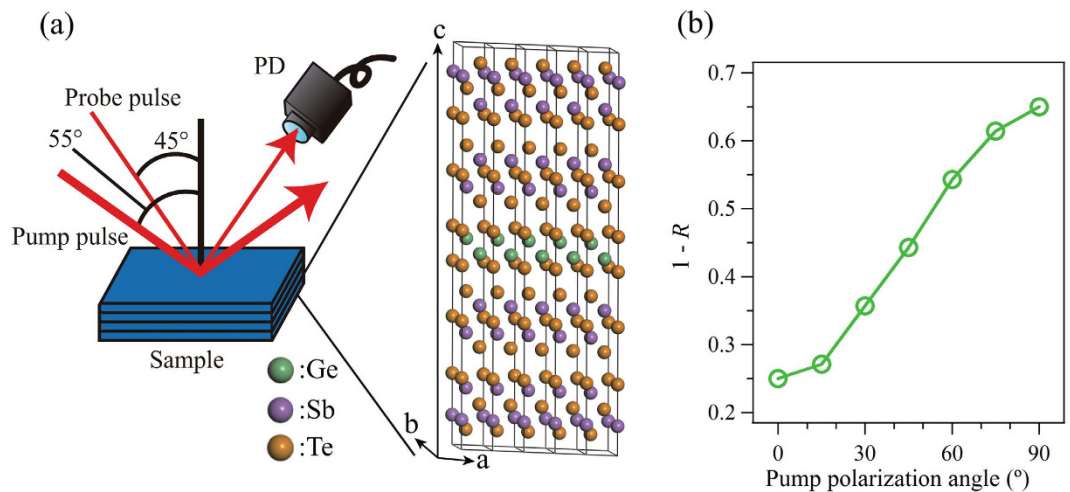 (a)
PD
Probe pulse
55°
45°
Pump pulse
Sample
:Ge
:Sb
:Te
c
b
a
(b)
0.7
0.6
0.5
0.4
0.3
0.2
1 - R
0 30 60 90
Pump polarization angle (º)